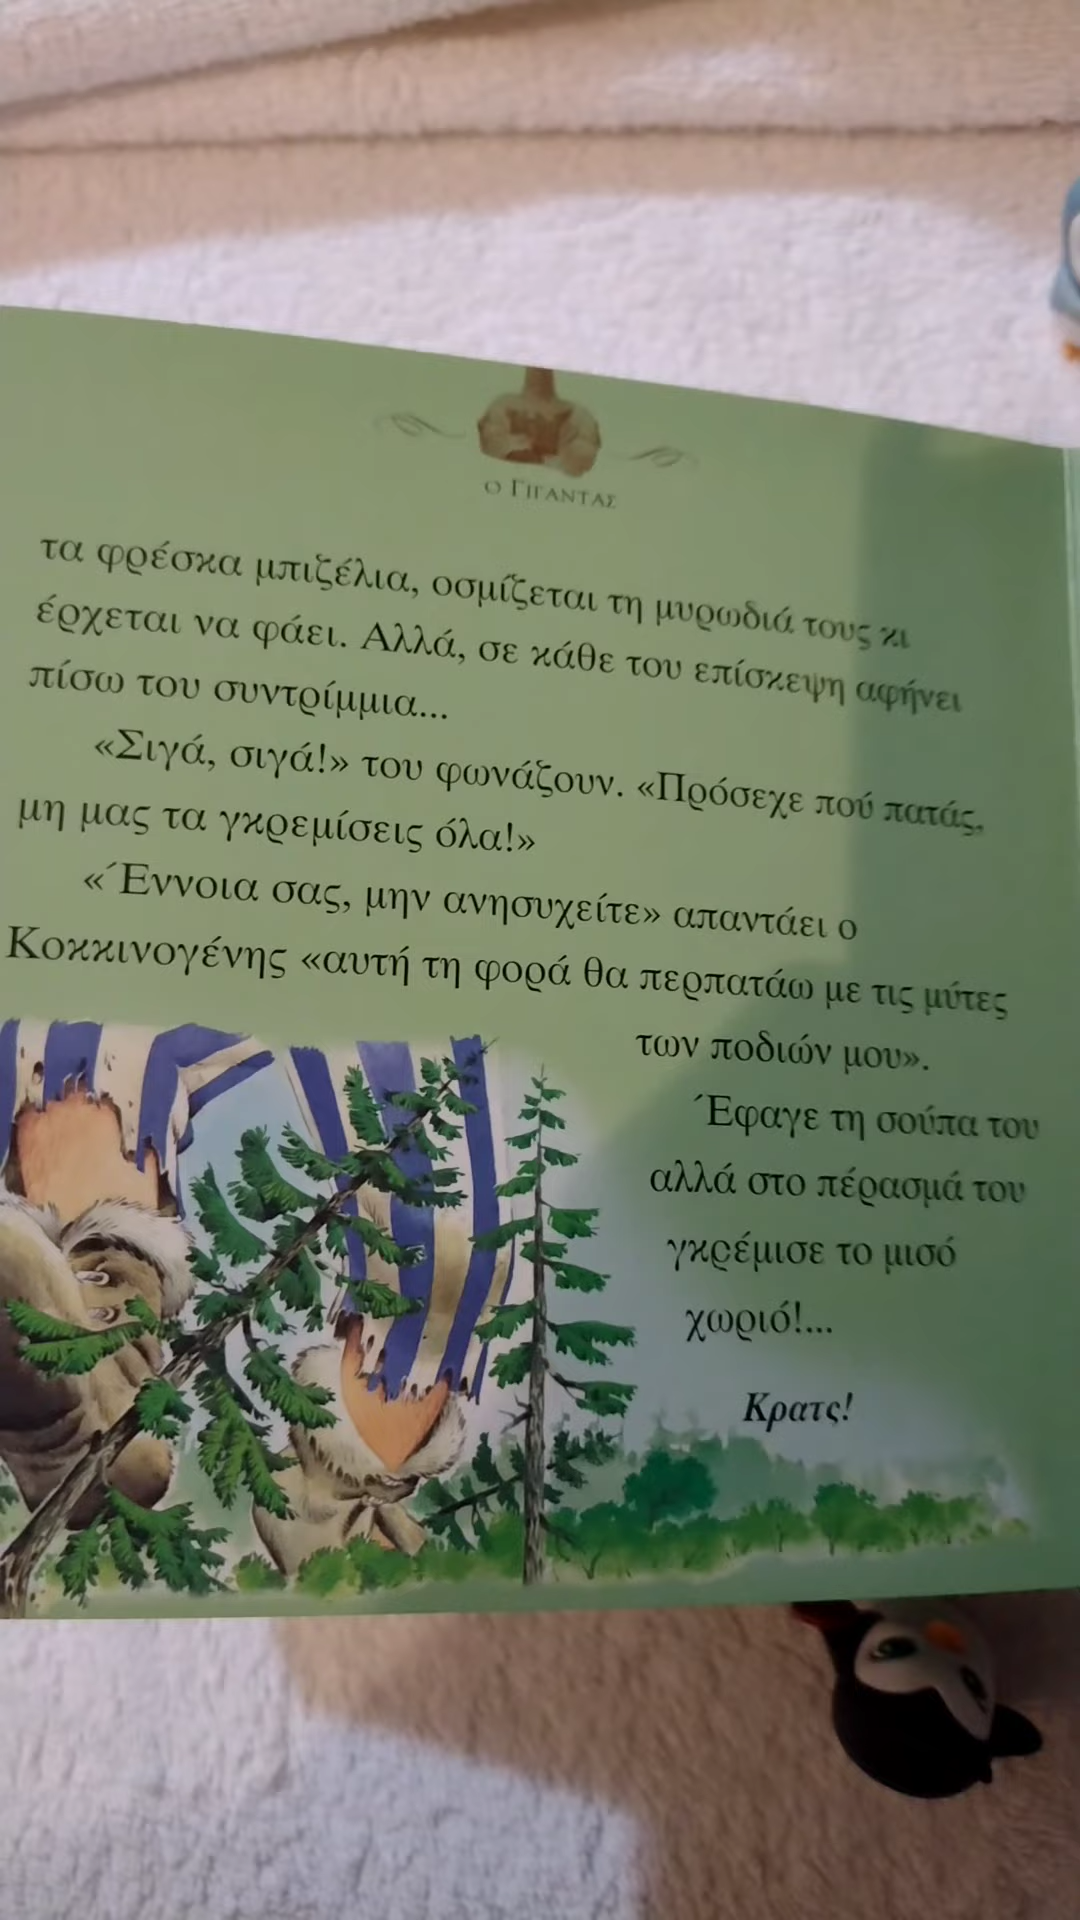 Ο ΓΙΓΑΝΤΑΣ
τα φρέσκα μπιζέλια, οσμίζεται τη μυρωδιά τους κι
έρχεται να φάει. Αλλά, σε κάθε του επίσκεψη αφήνει
πίσω του συντρίμμια...
«Σιγά, σιγά!» του φωνάζουν. «Πρόσεχε πού πατάς,
μη μας τα γκρεμίσεις όλα!»
«Έννοια σας, μην ανησυχείτε» απαντάει ο
Κοκκινογένης «αυτή τη φορά θα περπατάω με τις μύτες
των ποδιών μου».
Έφαγε τη σούπα του
αλλά στο πέρασμά του
γκρέμισε το μισό
χωριό!...
Κρατς!